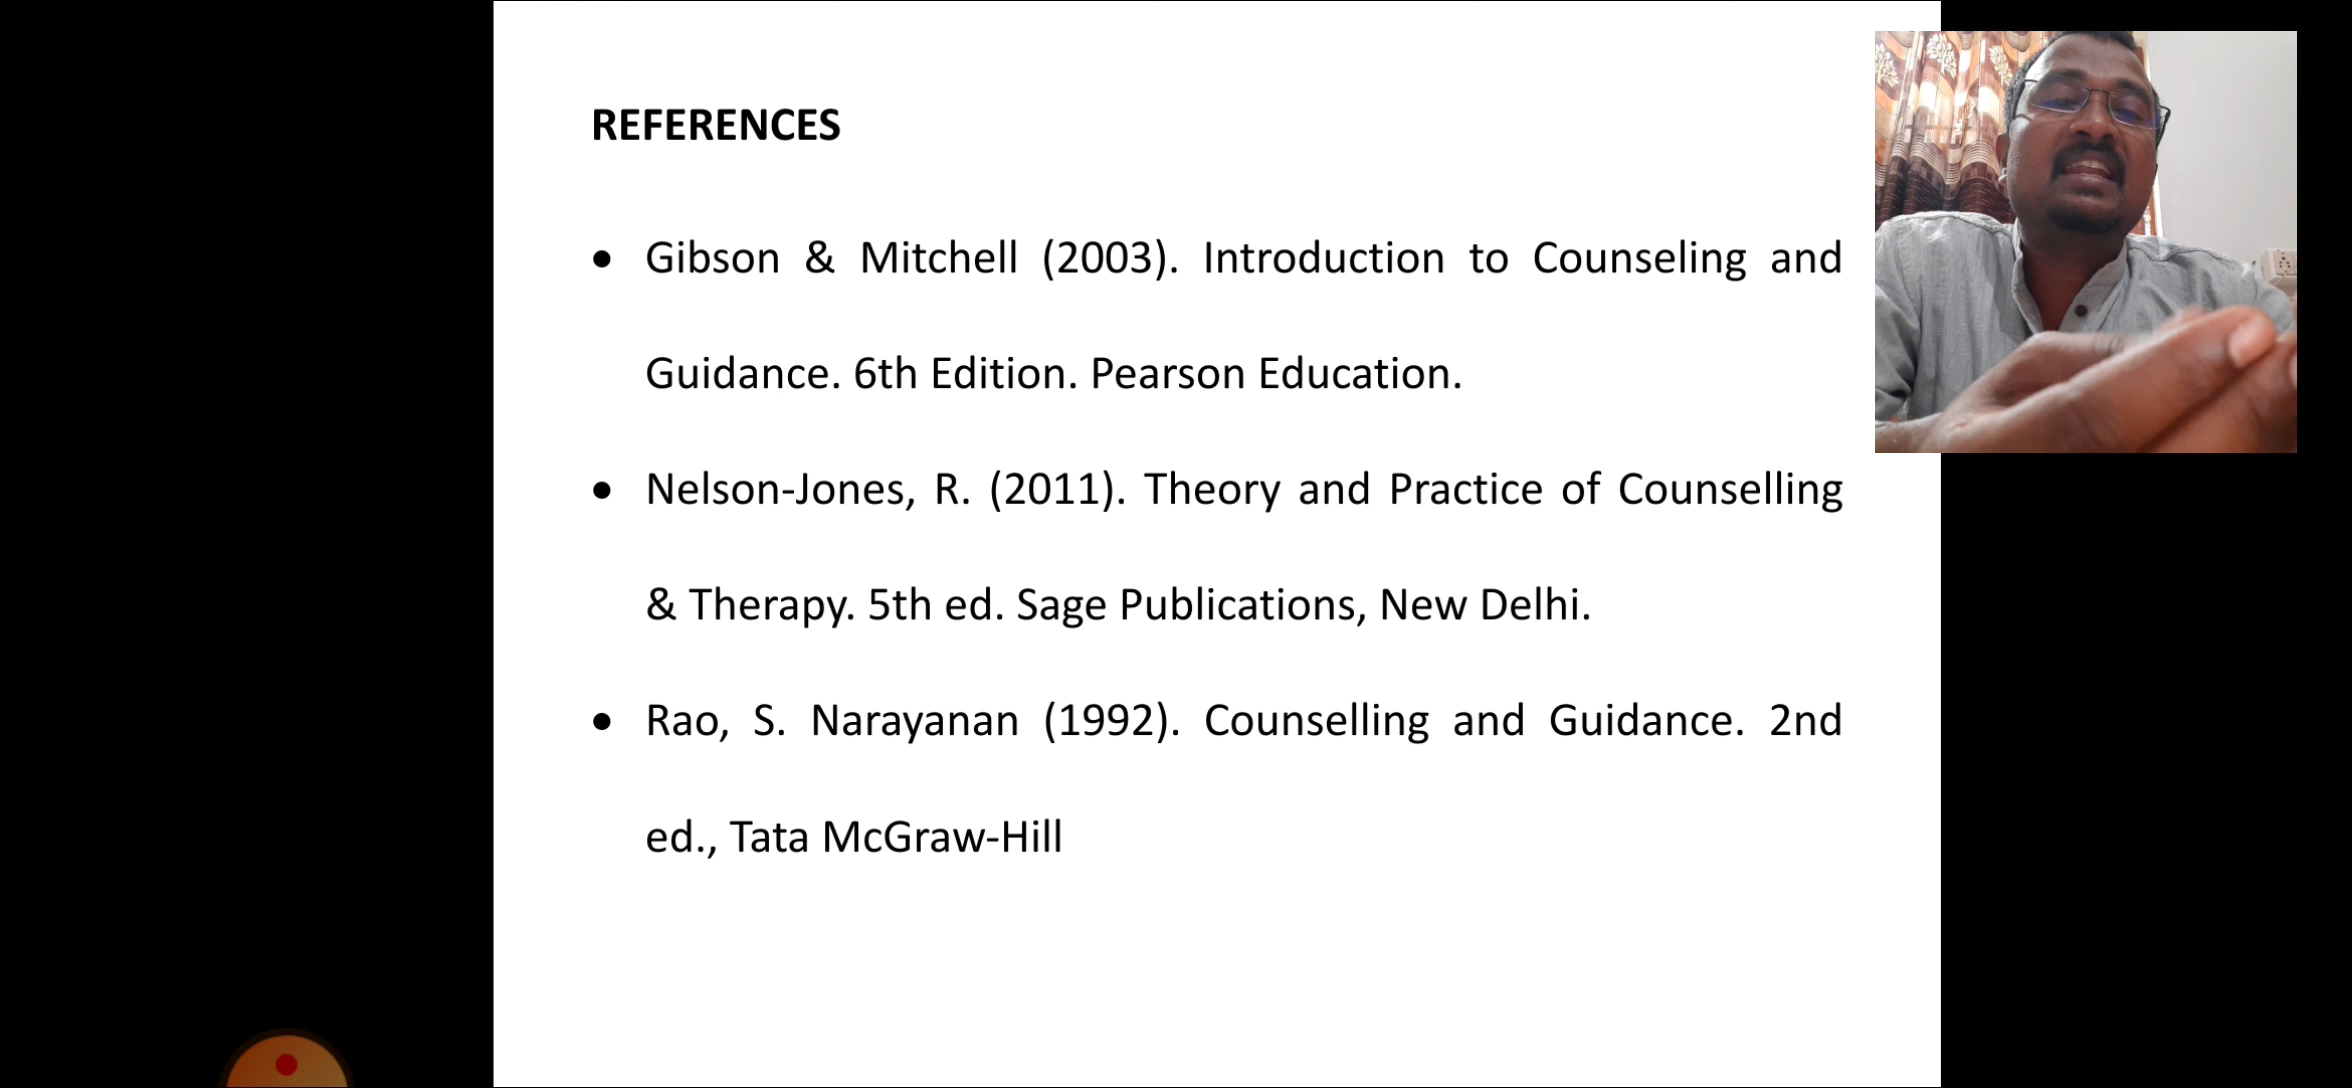 REFERENCES
• Gibson & Mitchell (2003). Introduction to Counseling and
Guidance. 6th Edition. Pearson Education.
• Nelson-Jones, R. (2011). Theory and Practice of Counselling
& Therapy. 5th ed. Sage Publications, New Delhi.
• Rao, S. Narayanan (1992). Counselling and Guidance. 2nd
ed., Tata McGraw-Hill